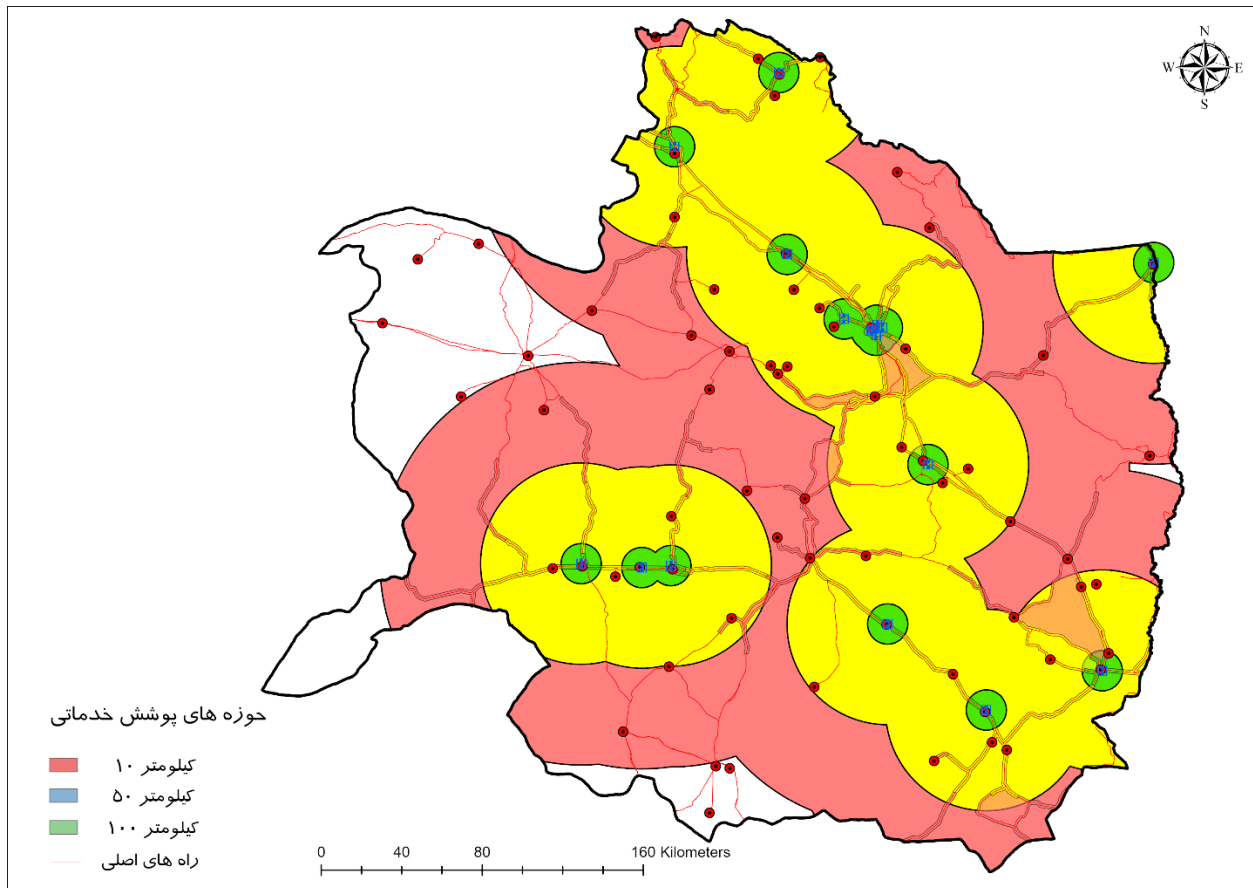 N
W E
S
حوزه های پوشش خدماتی
۱۰ کیلومتر
۵۰ کیلومتر
۱۰۰ کیلومتر
راه های اصلی
0 40 80 160 Kilometers